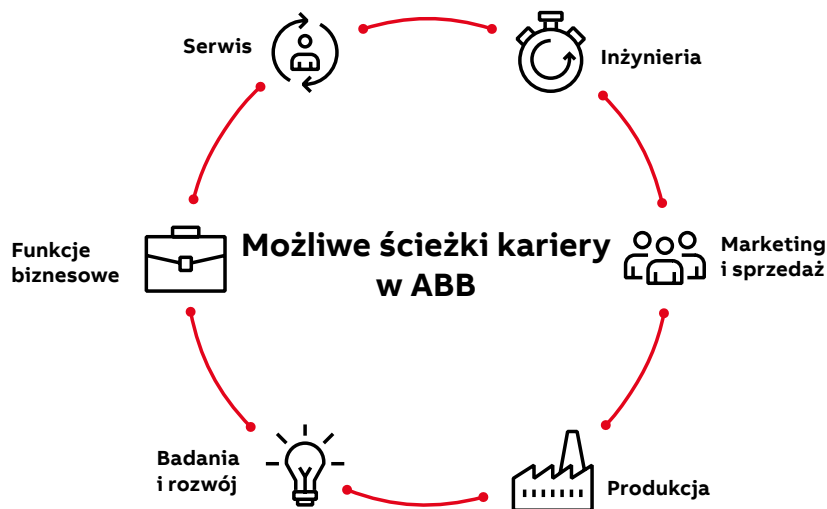 Serwis
Inżynieria
Możliwe ścieżki kariery
w ABB
Funkcje
biznesowe
Marketing
i sprzedaż
Badania
i rozwój
Produkcja